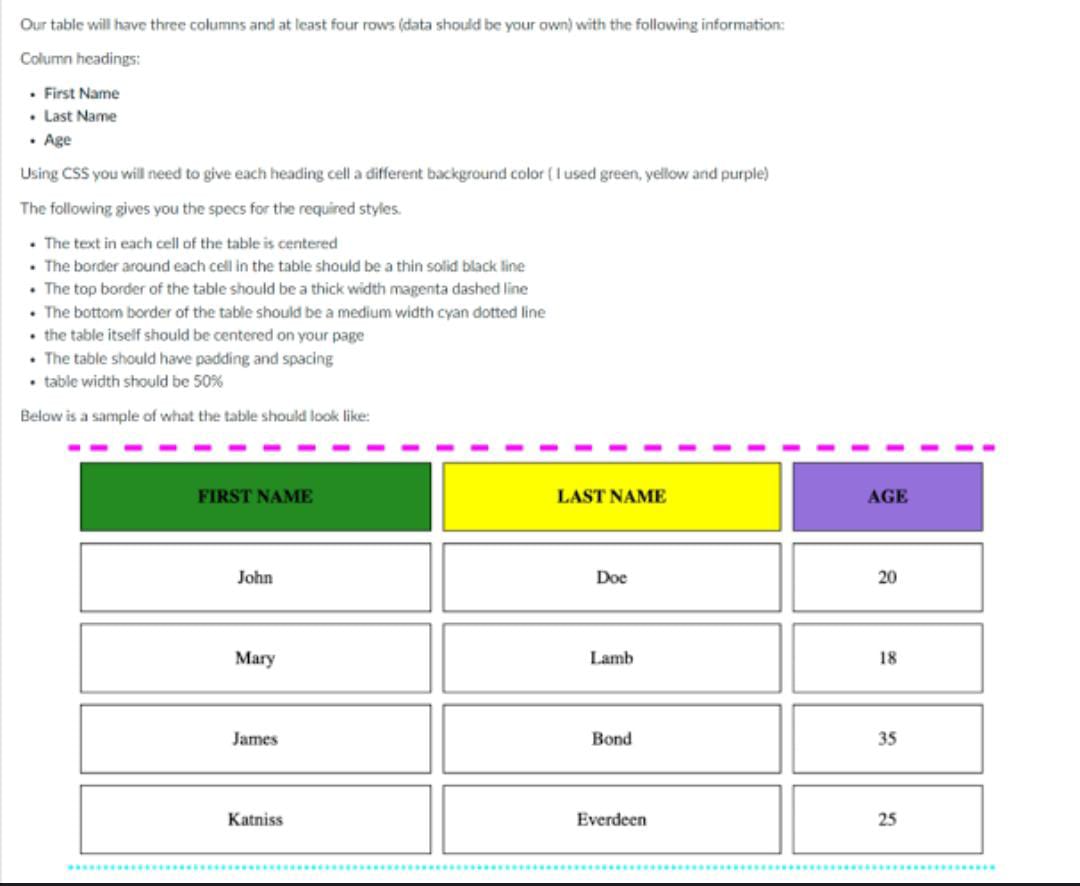 Our table will have three columns and at least four rows (data should be your own) with the following information:
Column headings:
• First Name
• Last Name
• Age
Using CSS you will need to give each heading cell a different background color ( I used green, yellow and purple)
The following gives you the specs for the required styles.
• The text in each cell of the table is centered
• The border around each cell in the table should be a thin solid black line
• The top border of the table should be a thick width magenta dashed line
• The bottom border of the table should be a medium width cyan dotted line
• the table itself should be centered on your page
• The table should have padding and spacing
• table width should be 50%
Below is a sample of what the table should look like:
FIRST NAME LAST NAME AGE
John Doe 20
Mary Lamb 18
James Bond 35
Katniss Everdeen 25